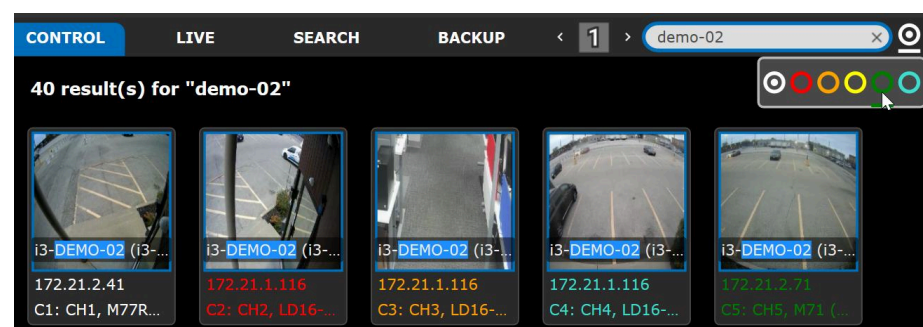 CONTROL LIVE SEARCH BACKUP < 1 > demo-02 ×
40 result(s) for "demo-02"
i3-DEMO-02 (i3-... i3-DEMO-02 (i3-... i3-DEMO-02 (i3-... i3-DEMO-02 (i3-... i3-DEMO-02 (i3-...
172.21.2.41 172.21.1.116 172.21.1.116 172.21.1.116 172.21.2.71
C1: CH1, M77R... C2: CH2, LD16-... C3: CH3, LD16-... C4: CH4, LD16-... C5: CH5, M71 (...